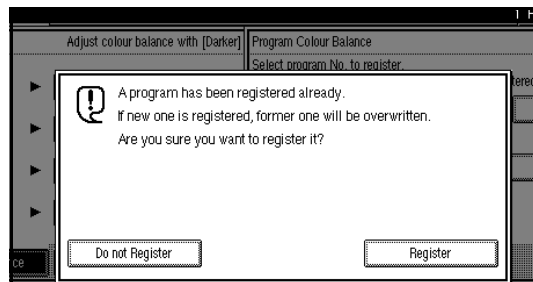 Adjust colour balance with [Darker]
Program Colour Balance
Select program No. to register.
A program has been registered already.
If new one is registered, former one will be overwritten.
Are you sure you want to register it?
Do not Register
Register